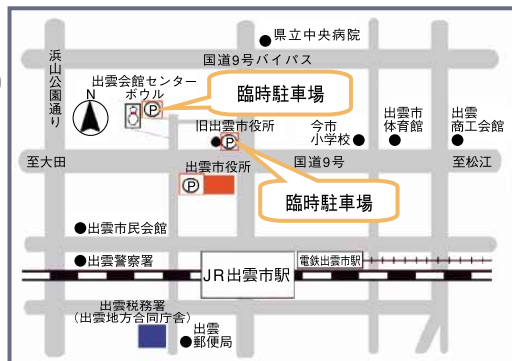 県立中央病院
国道9号バイパス
浜山公園通り
出雲会館センター
ボウル
P
臨時駐車場
N
旧出雲市役所
P
今市
小学校
出雲市
体育館
出雲
商工会館
至大田
国道9号
至松江
出雲市役所
P
臨時駐車場
出雲市民会館
出雲警察署
JR出雲市駅
電鉄出雲市駅
出雲税務署
(出雲地方合同庁舎)
出雲
郵便局